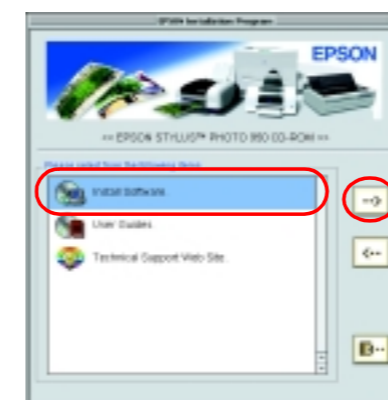 EPSON Installation Program
EPSON
-- EPSON STYLUS™ PHOTO 960 CD-ROM --
Please select from the following items.
Install Software.
User Guides.
Technical Support Web Site.